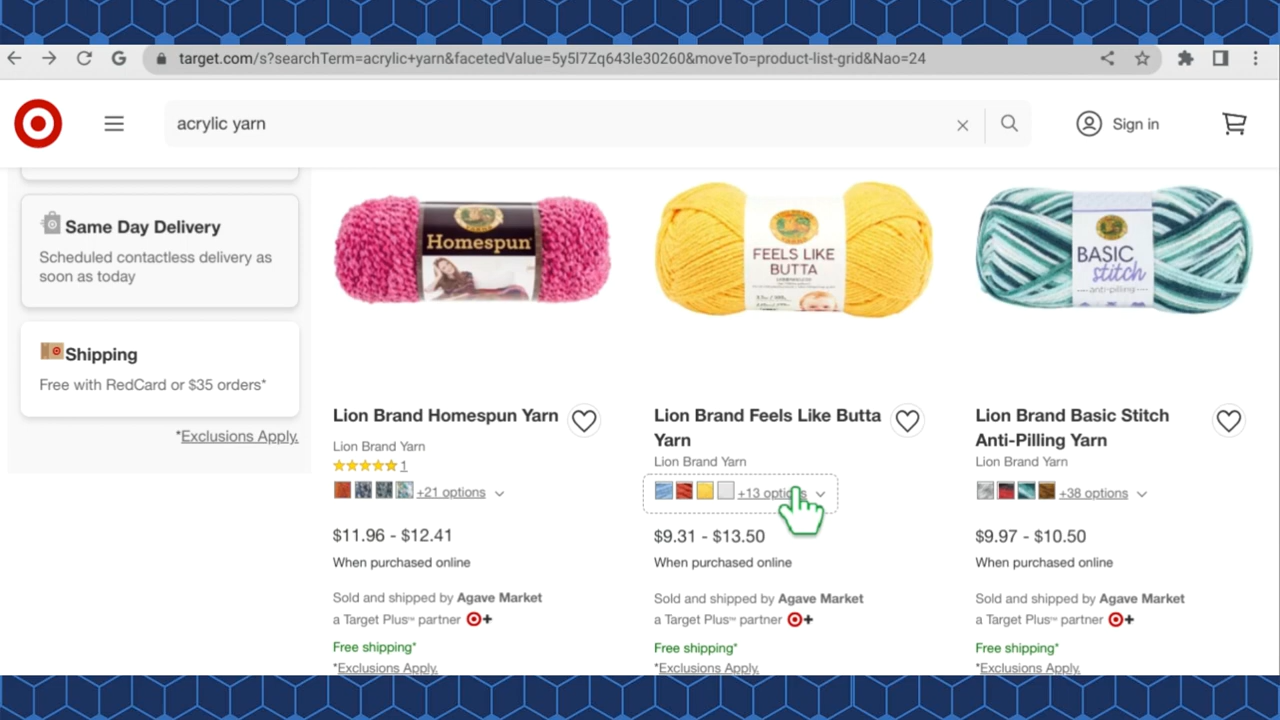 target.com/s?searchTerm=acrylic+yarn&facetedValue=5y5l7Zq643le30260&moveTo=product-list-grid&Nao=24
acrylic yarn
Sign in
Same Day Delivery
Scheduled contactless delivery as
soon as today
Shipping
Free with RedCard or $35 orders*
*Exclusions Apply.
Homespun
FEELS LIKE
BUTTA
BASIC
stitch
anti-pilling
Lion Brand Homespun Yarn
Lion Brand Yarn
1
+21 options
$11.96 - $12.41
When purchased online
Sold and shipped by Agave Market
a Target Plus™ partner
Free shipping*
*Exclusions Apply.
Lion Brand Feels Like Butta
Yarn
Lion Brand Yarn
+13 options
$9.31 - $13.50
When purchased online
Sold and shipped by Agave Market
a Target Plus™ partner
Free shipping*
*Exclusions Apply.
Lion Brand Basic Stitch
Anti-Pilling Yarn
Lion Brand Yarn
+38 options
$9.97 - $10.50
When purchased online
Sold and shipped by Agave Market
a Target Plus™ partner
Free shipping*
*Exclusions Apply.